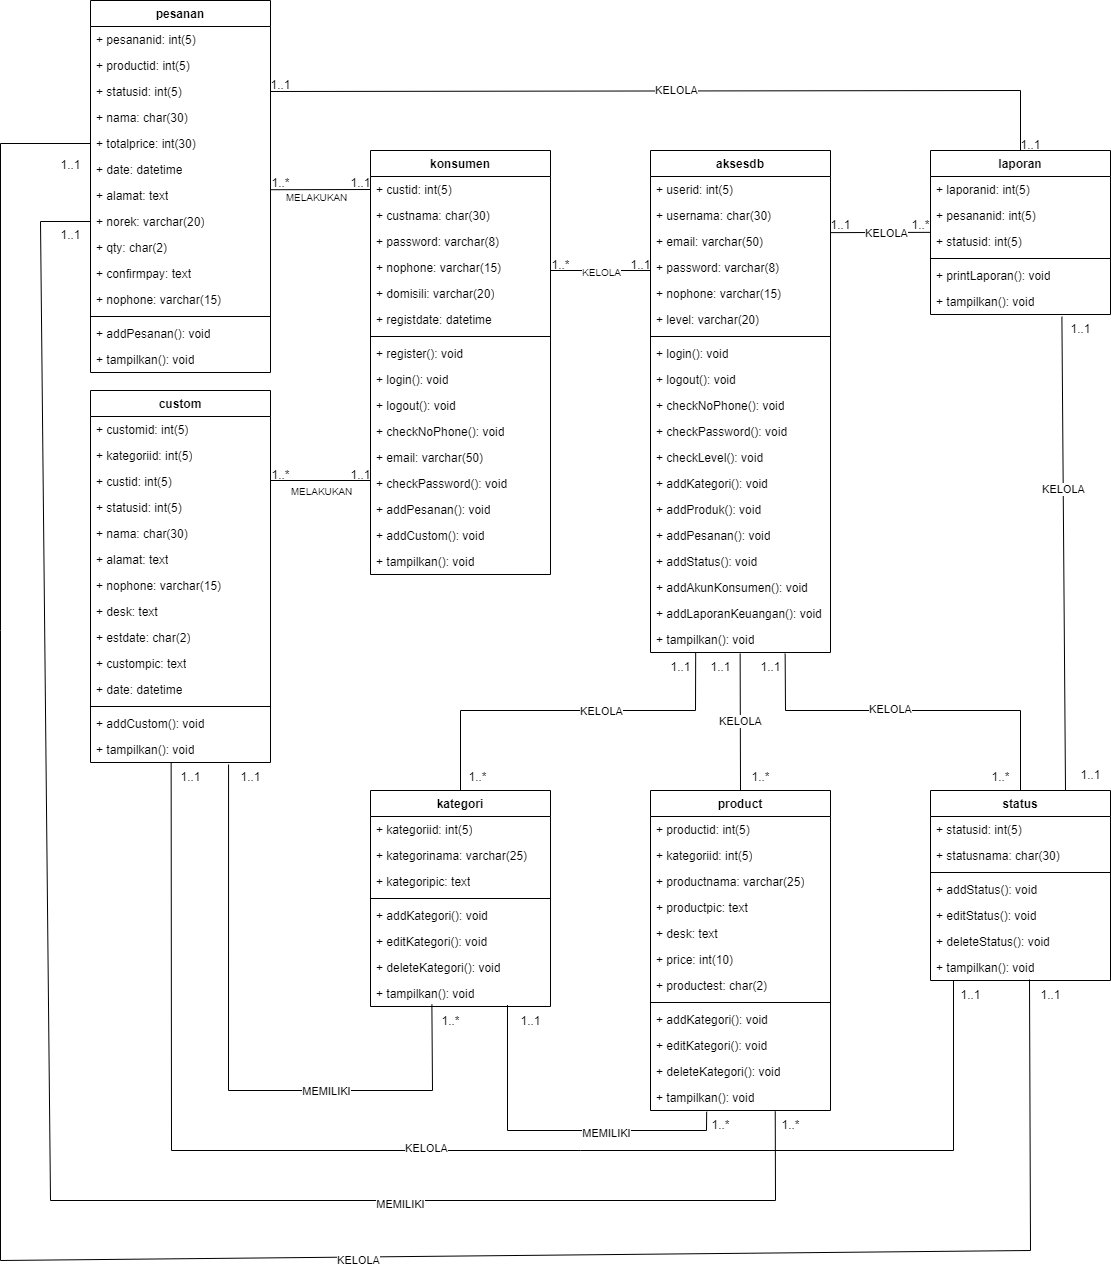 pesanan
+ pesananid: int(5)
+ productid: int(5)
+ statusid: int(5)
+ nama: char(30)
+ totalprice: int(30)
+ date: datetime
+ alamat: text
+ norek: varchar(20)
+ qty: char(2)
+ confirmpay: text
+ nophone: varchar(15)
+ addPesanan(): void
+ tampilkan(): void
1..1
1..1
1..1
KELOLA
1..1
1..*
1..1
MELAKUKAN
konsumen
+ custid: int(5)
+ custnama: char(30)
+ password: varchar(8)
+ nophone: varchar(15)
+ domisili: varchar(20)
+ registdate: datetime
+ register(): void
+ login(): void
+ logout(): void
+ checkNoPhone(): void
+ email: varchar(50)
+ checkPassword(): void
+ addPesanan(): void
+ addCustom(): void
+ tampilkan(): void
1..*
KELOLA
1..1
aksesdb
+ userid: int(5)
+ usernama: char(30)
+ email: varchar(50)
+ password: varchar(8)
+ nophone: varchar(15)
+ level: varchar(20)
+ login(): void
+ logout(): void
+ checkNoPhone(): void
+ checkPassword(): void
+ checkLevel(): void
+ addKategori(): void
+ addProduk(): void
+ addPesanan(): void
+ addStatus(): void
+ addAkunKonsumen(): void
+ addLaporanKeuangan(): void
+ tampilkan(): void
1..1
KELOLA
1..*
laporan
+ laporanid: int(5)
+ pesananid: int(5)
+ statusid: int(5)
+ printLaporan(): void
+ tampilkan(): void
1..1
KELOLA
1..1
custom
+ customid: int(5)
+ kategoriid: int(5)
+ custid: int(5)
+ statusid: int(5)
+ nama: char(30)
+ alamat: text
+ nophone: varchar(15)
+ desk: text
+ estdate: char(2)
+ custompic: text
+ date: datetime
+ addCustom(): void
+ tampilkan(): void
1..*
1..1
MELAKUKAN
1..1
1..1
1..1
1..1
1..1
KELOLA
KELOLA
KELOLA
1..*
1..*
1..*
kategori
+ kategoriid: int(5)
+ kategorinama: varchar(25)
+ kategoripic: text
+ addKategori(): void
+ editKategori(): void
+ deleteKategori(): void
+ tampilkan(): void
1..*
1..1
product
+ productid: int(5)
+ kategoriid: int(5)
+ productnama: varchar(25)
+ productpic: text
+ desk: text
+ price: int(10)
+ productest: char(2)
+ addKategori(): void
+ editKategori(): void
+ deleteKategori(): void
+ tampilkan(): void
1..*
1..*
status
+ statusid: int(5)
+ statusnama: char(30)
+ addStatus(): void
+ editStatus(): void
+ deleteStatus(): void
+ tampilkan(): void
1..1
1..1
MEMILIKI
MEMILIKI
KELOLA
MEMILIKI
KELOLA